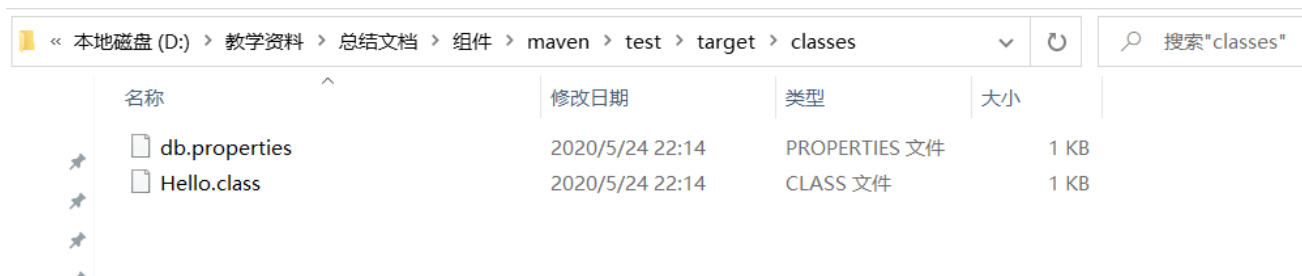 « 本地磁盘 (D:) > 教学资料 > 总结文档 > 组件 > maven > test > target > classes 搜索"classes"
名称 修改日期 类型 大小
db.properties 2020/5/24 22:14 PROPERTIES 文件 1 KB
Hello.class 2020/5/24 22:14 CLASS 文件 1 KB